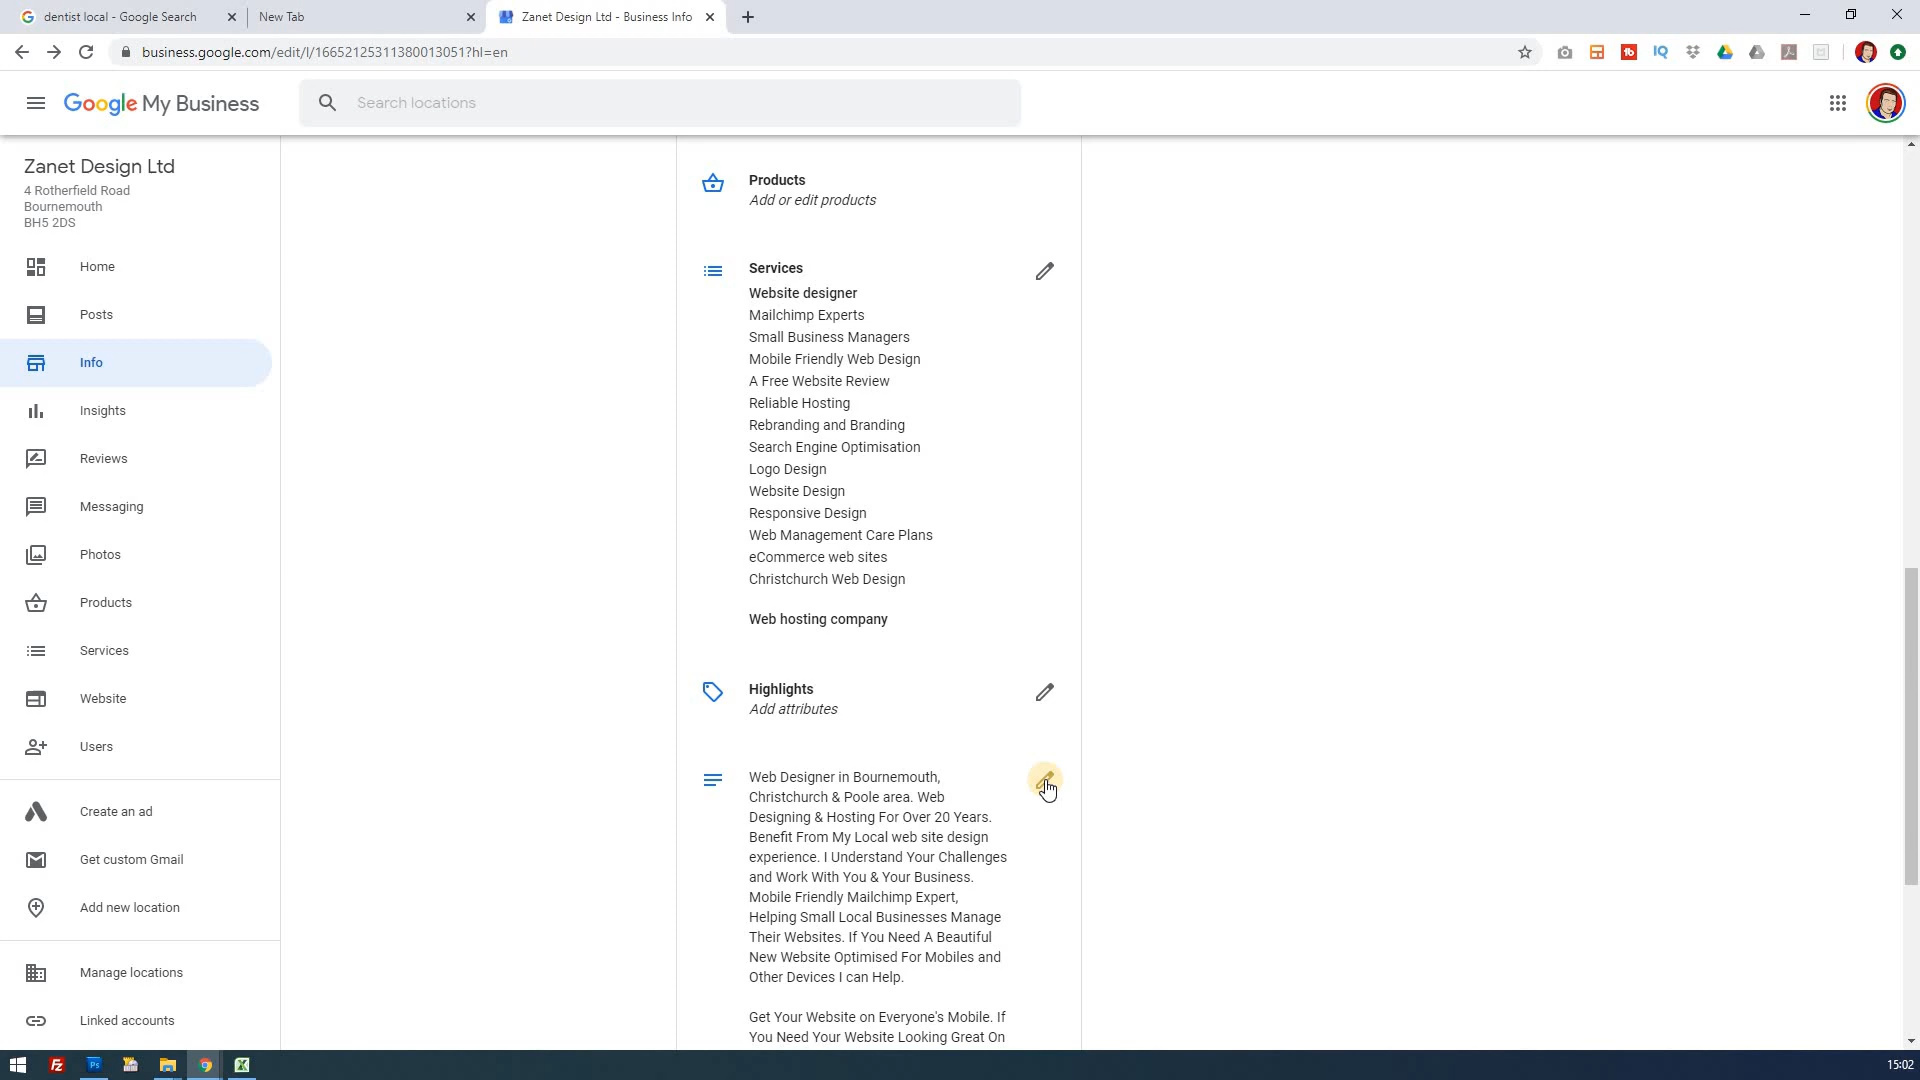 dentist local - Google Search
New Tab
Zanet Design Ltd - Business Info
business.google.com/edit/l/16652125311380013051?hl=en
Google My Business
Search locations
Zanet Design Ltd
4 Rotherfield Road
Bournemouth
BH5 2DS
Home
Posts
Info
Insights
Reviews
Messaging
Photos
Products
Services
Website
Users
Create an ad
Get custom Gmail
Add new location
Manage locations
Linked accounts
Products
Add or edit products
Services
Website designer
Mailchimp Experts
Small Business Managers
Mobile Friendly Web Design
A Free Website Review
Reliable Hosting
Rebranding and Branding
Search Engine Optimisation
Logo Design
Website Design
Responsive Design
Web Management Care Plans
eCommerce web sites
Christchurch Web Design
Web hosting company
Highlights
Add attributes
Web Designer in Bournemouth,
Christchurch & Poole area. Web
Designing & Hosting For Over 20 Years.
Benefit From My Local web site design
experience. I Understand Your Challenges
and Work With You & Your Business.
Mobile Friendly Mailchimp Expert,
Helping Small Local Businesses Manage
Their Websites. If You Need A Beautiful
New Website Optimised For Mobiles and
Other Devices I can Help.
Get Your Website on Everyone's Mobile. If
You Need Your Website Looking Great On
15:02